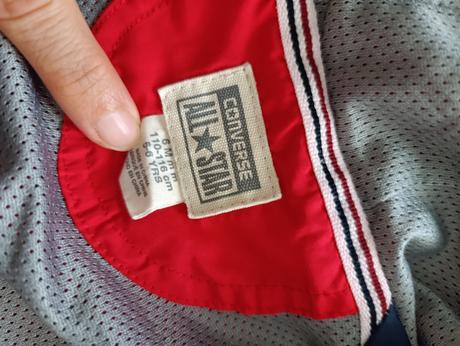 CONVERSE
ALL★STAR
110-116 cm
5-6 YRS